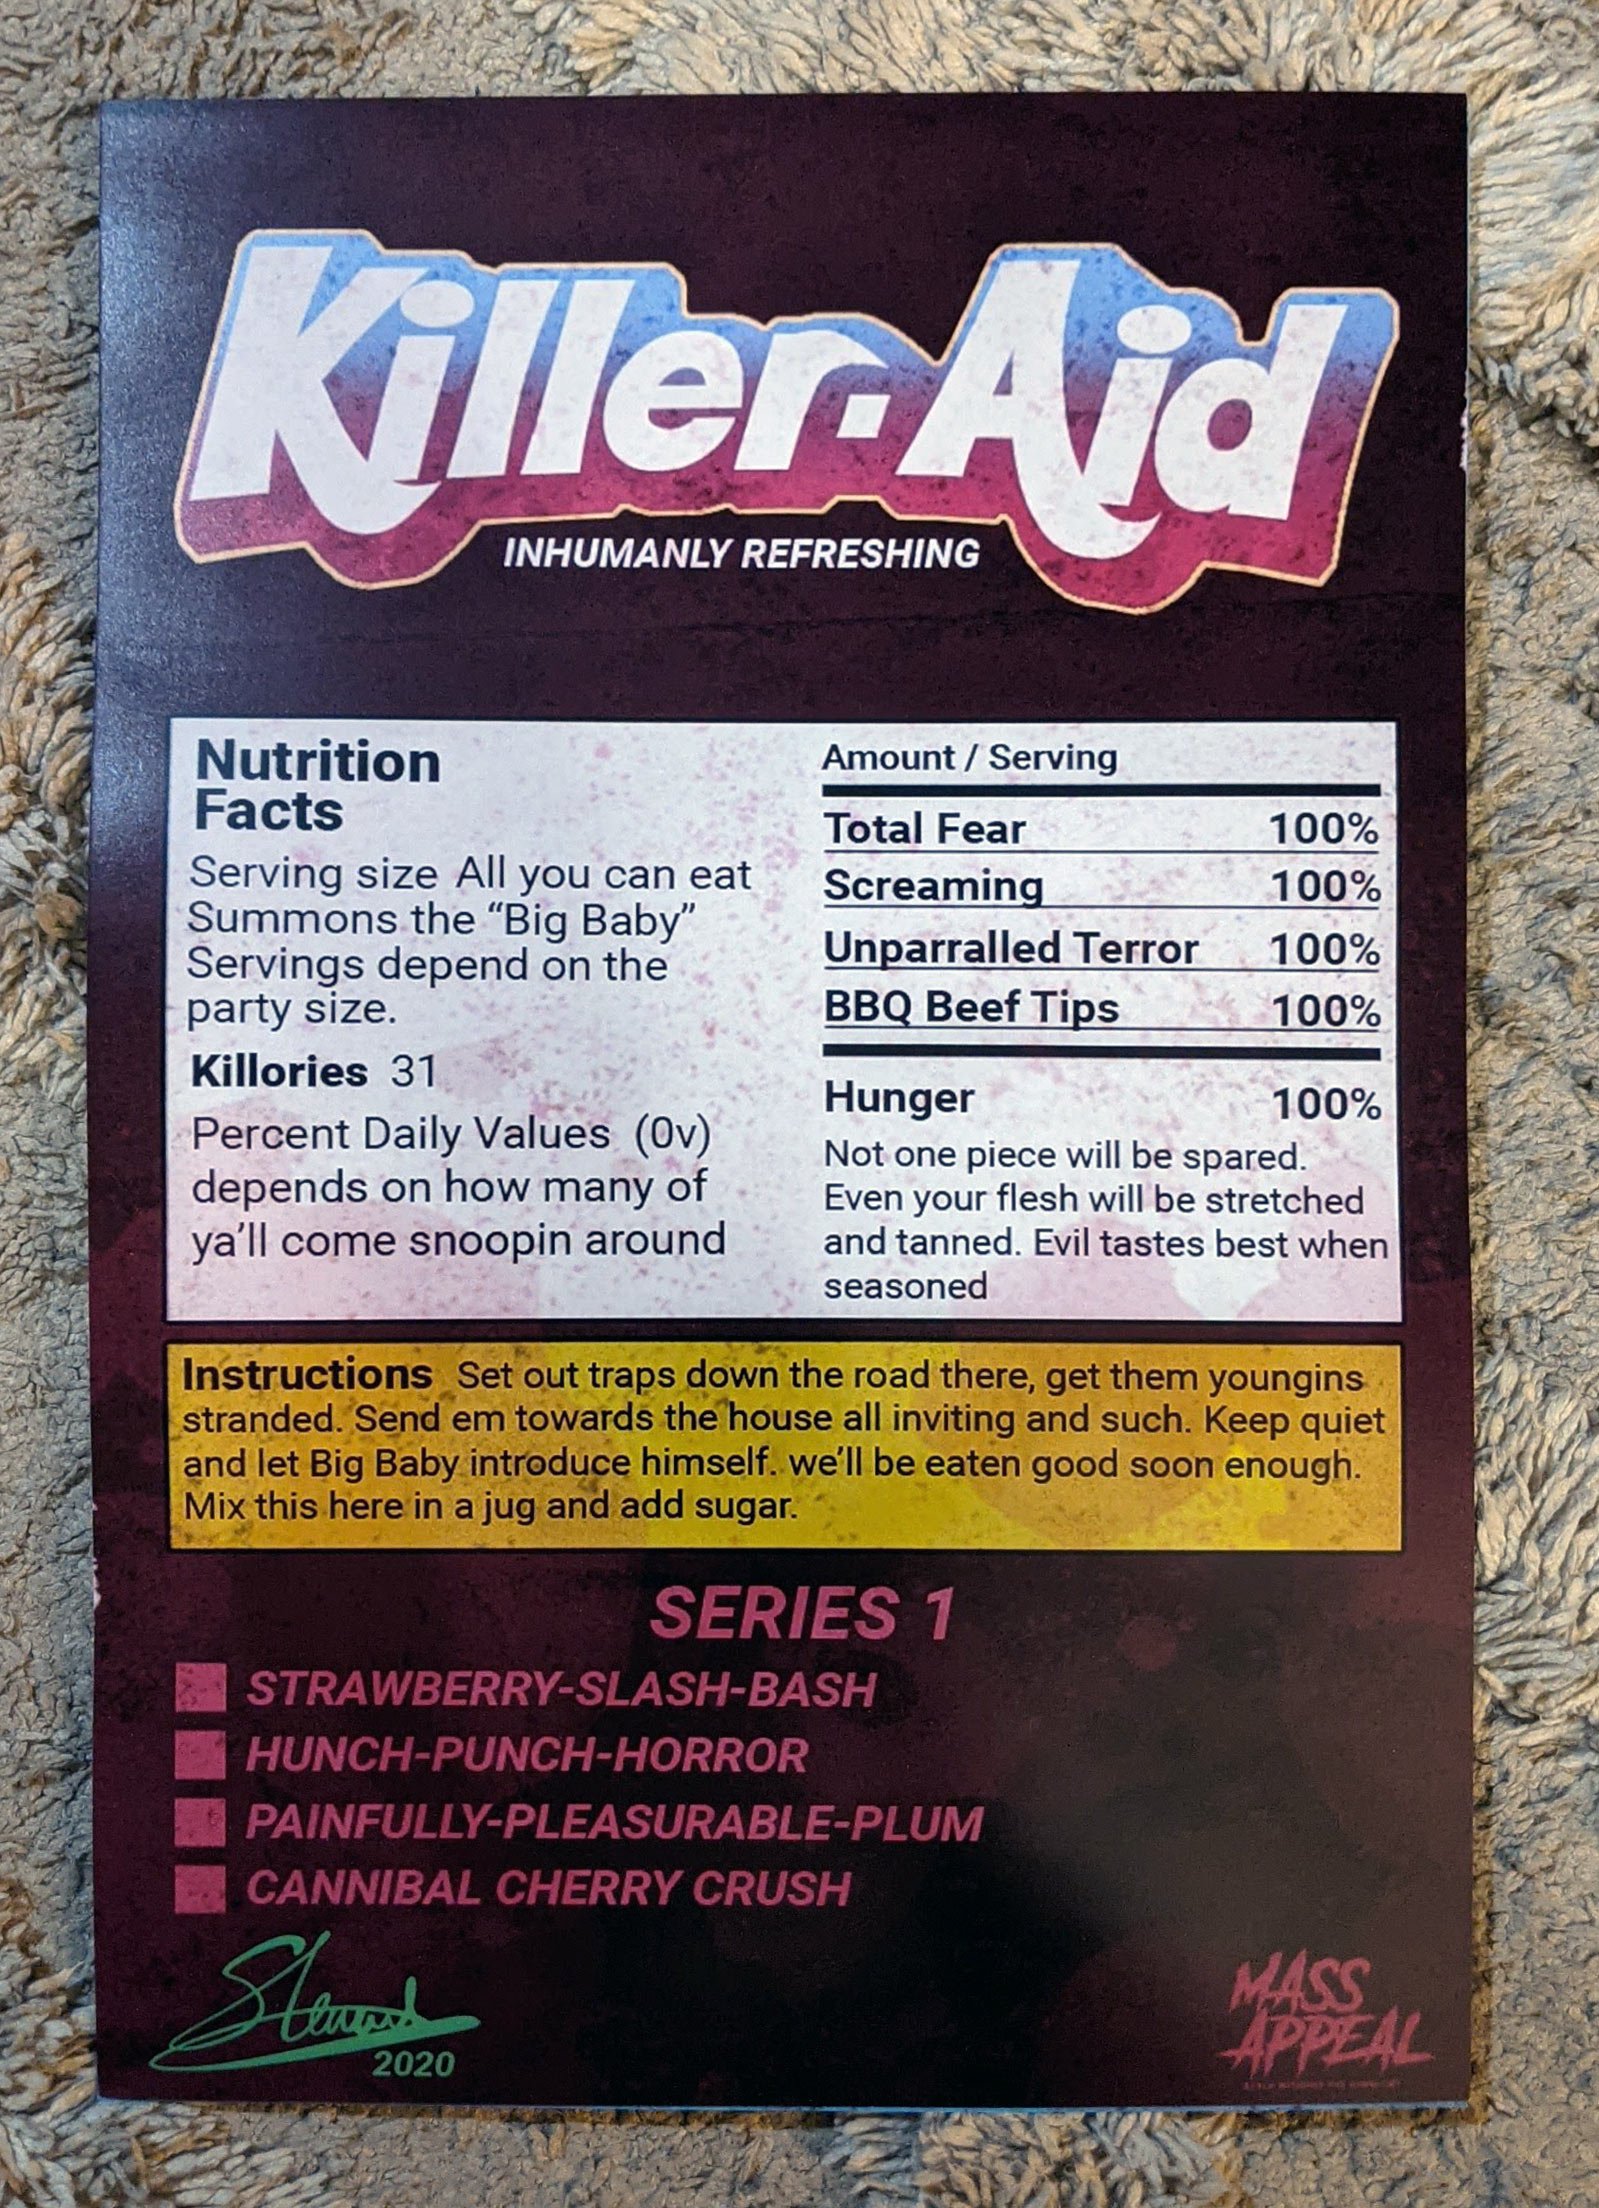 Killer-Aid
INHUMANLY REFRESHING
Nutrition
Facts
Serving size All you can eat
Summons the “Big Baby”
Servings depend on the
party size.
Killories 31
Percent Daily Values (0v)
depends on how many of
ya’ll come snoopin around
Amount / Serving
Total Fear 100%
Screaming 100%
Unparralled Terror 100%
BBQ Beef Tips 100%
Hunger 100%
Not one piece will be spared.
Even your flesh will be stretched
and tanned. Evil tastes best when
seasoned
Instructions Set out traps down the road there, get them youngins
stranded. Send em towards the house all inviting and such. Keep quiet
and let Big Baby introduce himself. we’ll be eaten good soon enough.
Mix this here in a jug and add sugar.
SERIES 1
STRAWBERRY-SLASH-BASH
HUNCH-PUNCH-HORROR
PAINFULLY-PLEASURABLE-PLUM
CANNIBAL CHERRY CRUSH
2020
MASS
APPEAL